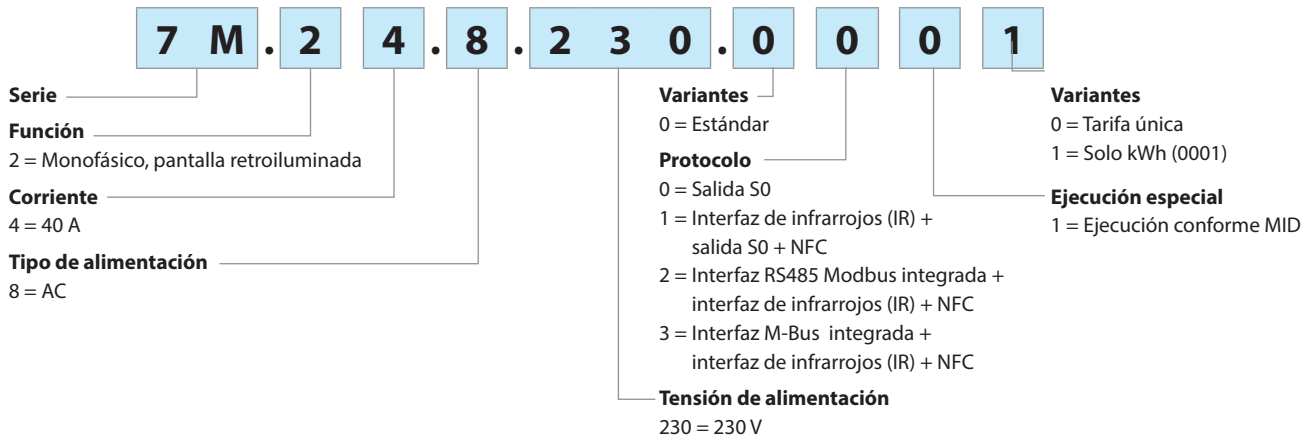 7 M . 2 4 . 8 . 2 3 0 . 0 0 0 1
Serie
Función
2 = Monofásico, pantalla retroiluminada
Corriente
4 = 40 A
Tipo de alimentación
8 = AC
Variantes
0 = Estándar
Protocolo
0 = Salida S0
1 = Interfaz de infrarrojos (IR) +
salida S0 + NFC
2 = Interfaz RS485 Modbus integrada +
interfaz de infrarrojos (IR) + NFC
3 = Interfaz M-Bus integrada +
interfaz de infrarrojos (IR) + NFC
Tensión de alimentación
230 = 230 V
Variantes
0 = Tarifa única
1 = Solo kWh (0001)
Ejecución especial
1 = Ejecución conforme MID